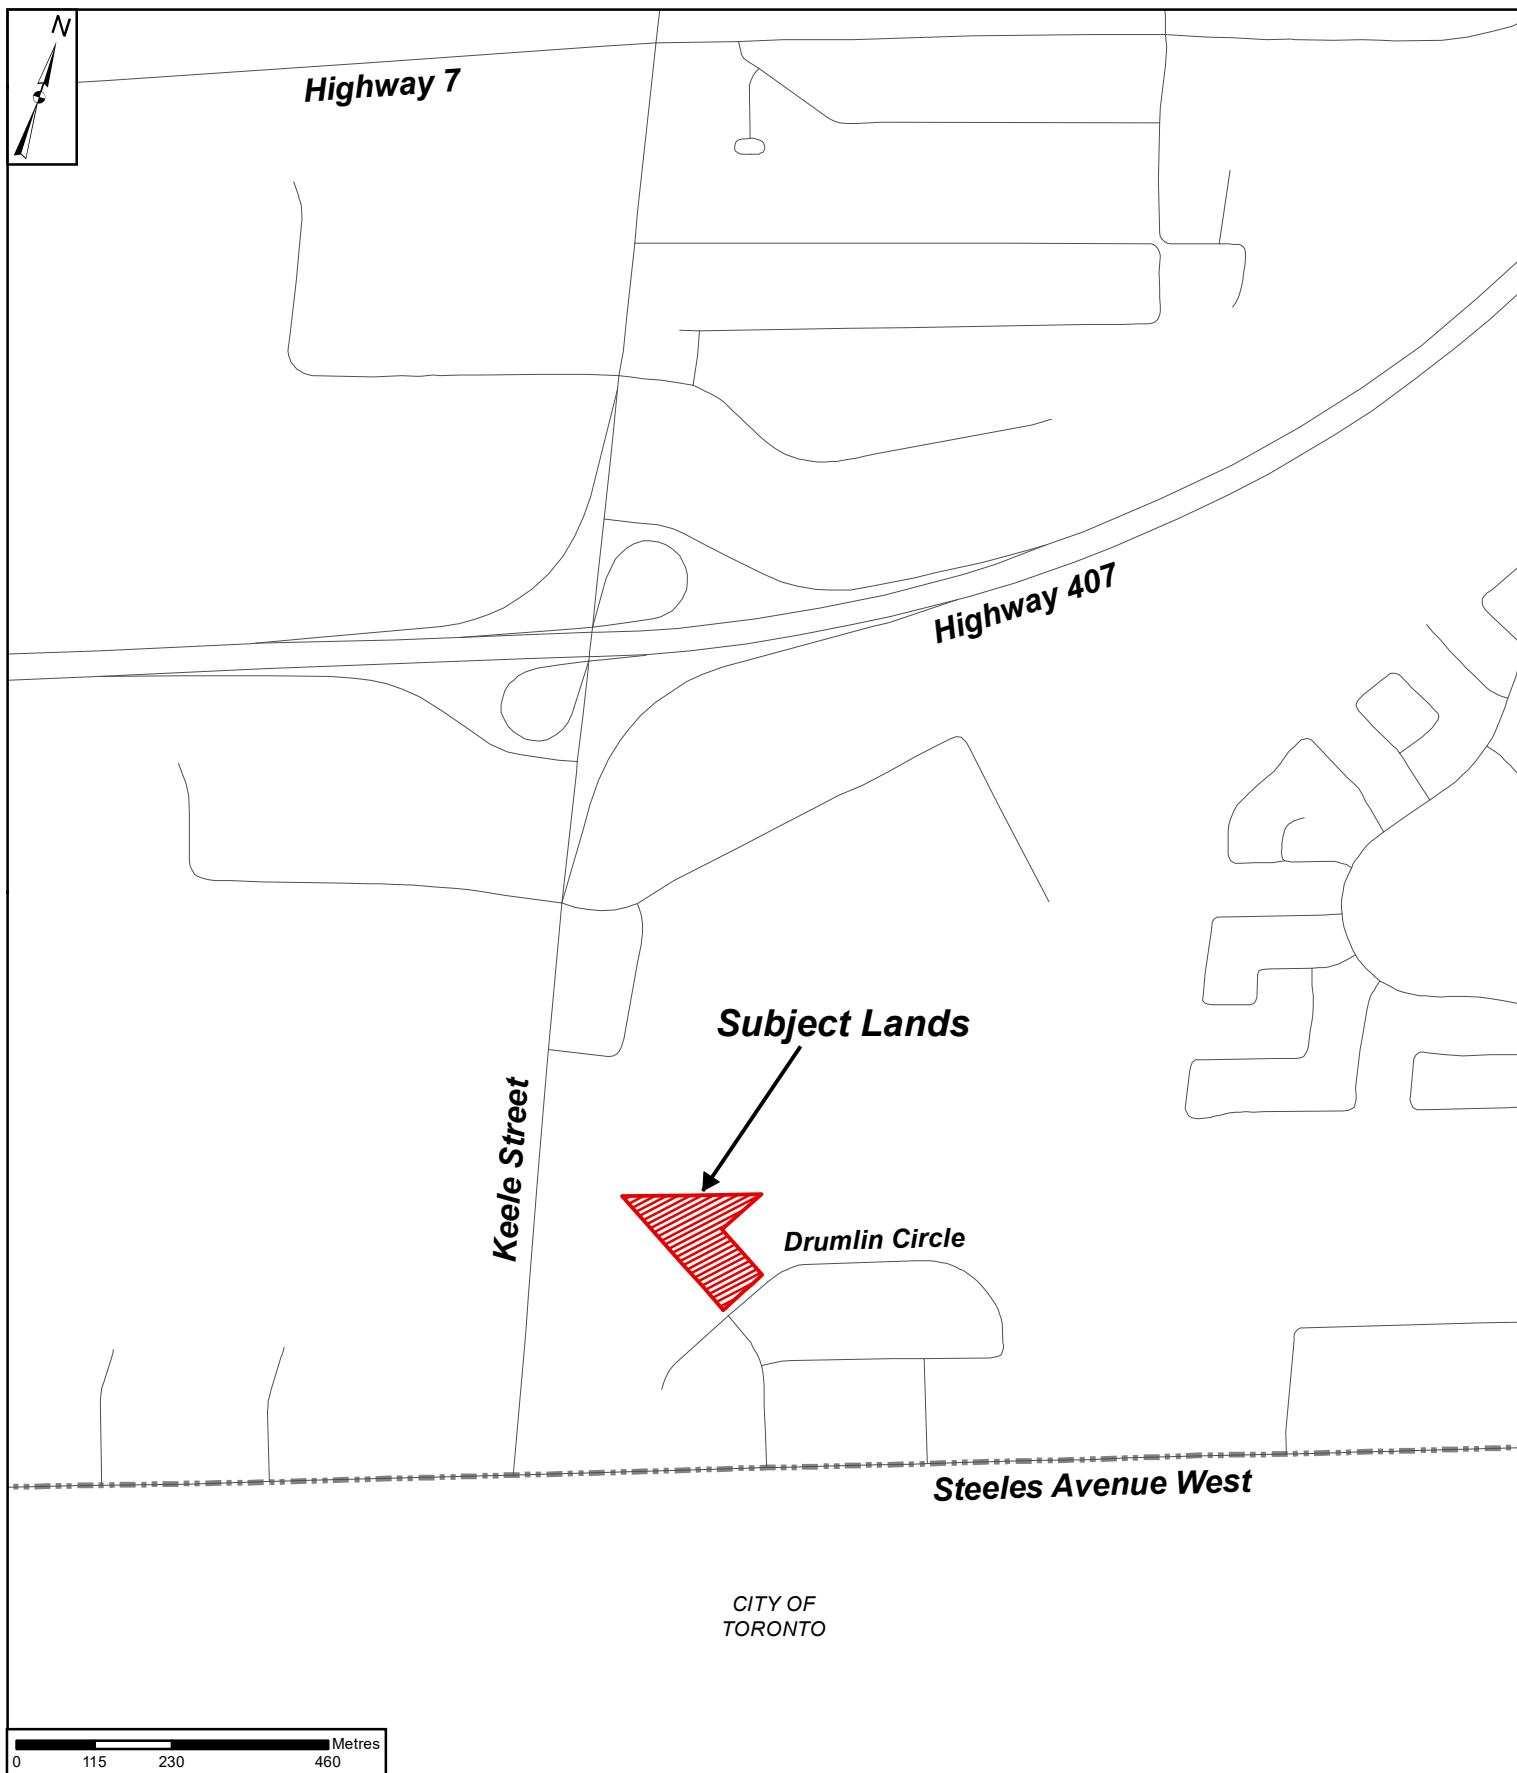 N
Highway 7
Highway 407
Subject Lands
Keele Street
Drumlin Circle
Steeles Avenue West
CITY OF
TORONTO
Metres
0 115 230 460